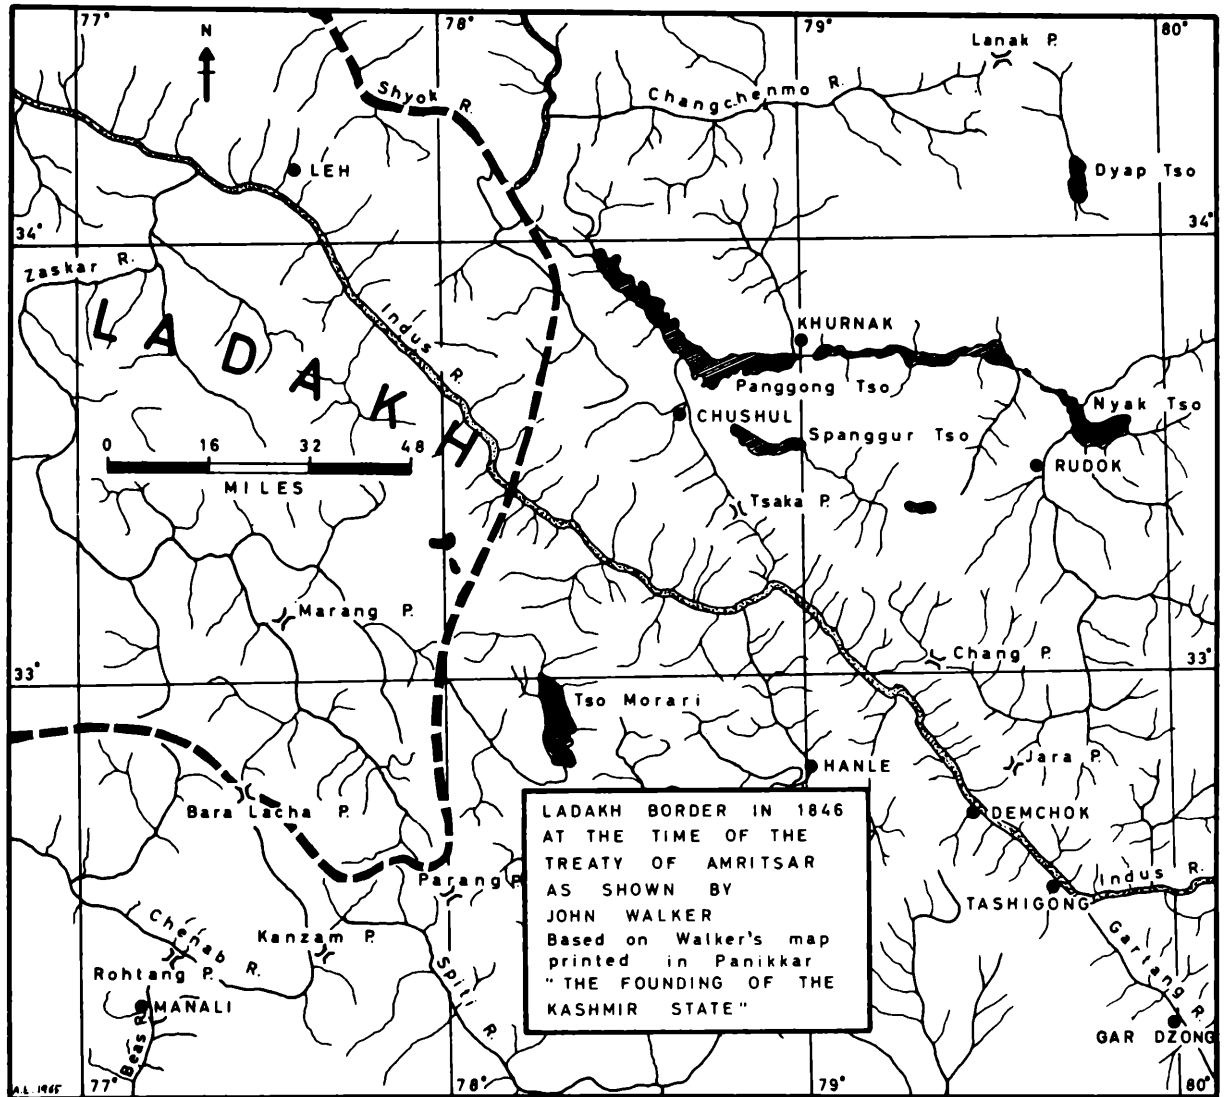 77°
78°
79°
80°
N
Lanak P.
Shyok R.
Changchenmo R.
LEH
Dyap Tso
34°
34°
Zaskar R.
LADAKH
Indus R.
KHURNAK
Panggong Tso
Nyak Tso
CHUSHUL
Spanggur Tso
0 16 32 48
MILES
RUDOK
Tsaka P.
Marang P.
Chang P.
33°
33°
Tso Morari
HANLE
Jara P.
Bara Lacha P.
DEMCHOK
LADAKH BORDER IN 1846
AT THE TIME OF THE
TREATY OF AMRITSAR
AS SHOWN BY
JOHN WALKER
Based on Walker's map
printed in Panikkar
"THE FOUNDING OF THE
KASHMIR STATE"
Parang P.
Indus R.
TASHIGONG
Chenab R.
Kanzam P.
Rohtang P.
Spiti R.
Gartang R.
MANALI
Beas R.
GAR DZONG
A.L. 1965
77°
78°
79°
80°